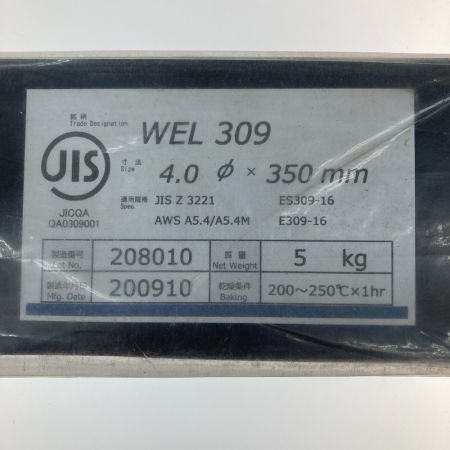 銘柄
Trade Designation
WEL 309
JIS
JICQA
QA0309001
寸法
Size
4.0 φ × 350 mm
適用規格 JIS Z 3221 ES309-16
Spec. AWS A5.4/A5.4M E309-16
製造番号 208010 質量 5 kg
Lot No. Net Weight
製造年月日 200910 乾燥条件 200～250℃×1hr
Mfg. Date Baking